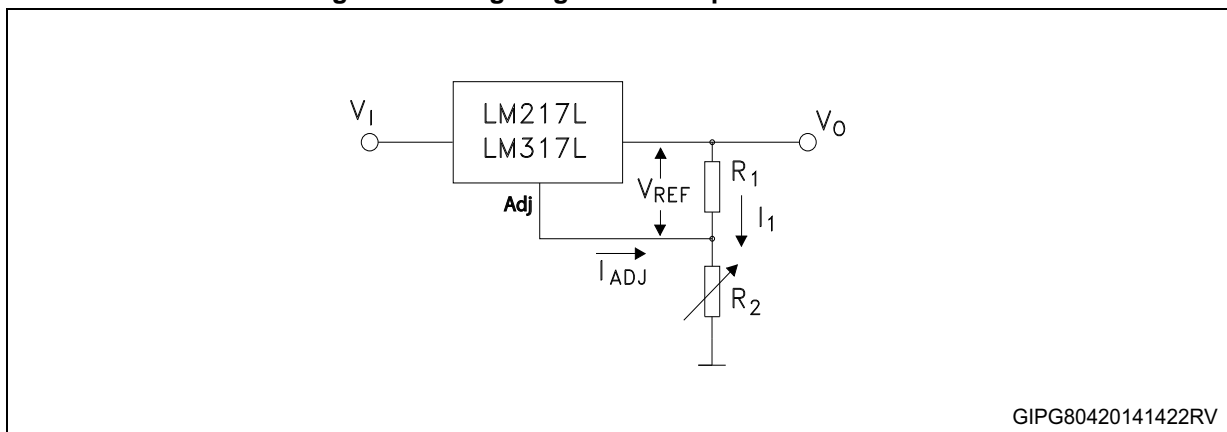 V_I
LM217L
LM317L
V_O
Adj
V_REF
R_1
I_1
I_ADJ
R_2
GIPG80420141422RV